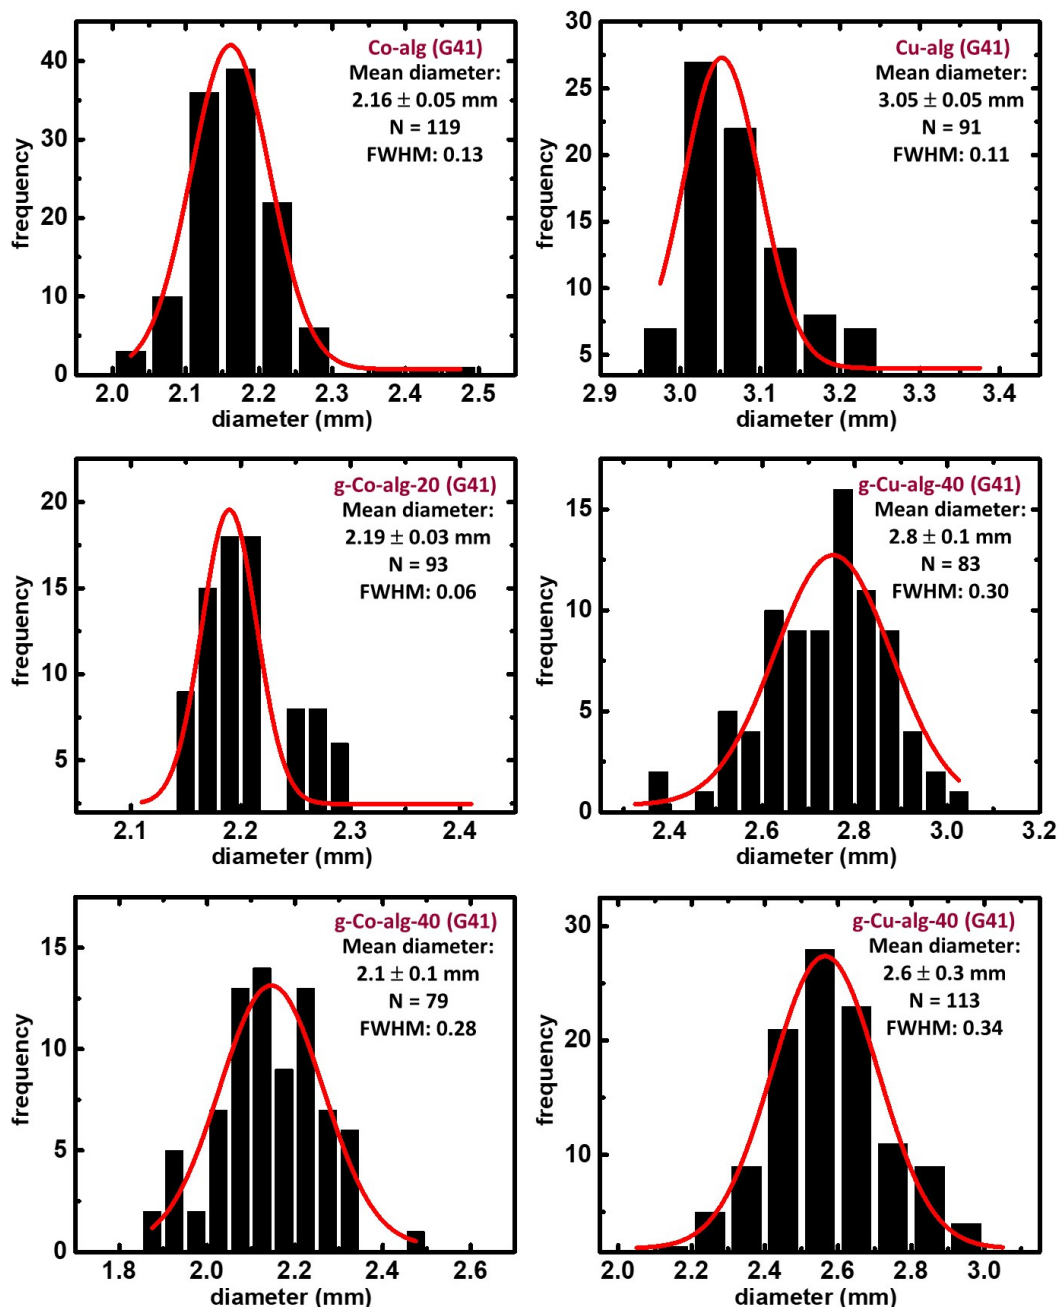 Co-alg (G41)
Mean diameter:
2.16 ± 0.05 mm
N = 119
FWHM: 0.13
frequency
40
30
20
10
0
2.0 2.1 2.2 2.3 2.4 2.5
diameter (mm)
Cu-alg (G41)
Mean diameter:
3.05 ± 0.05 mm
N = 91
FWHM: 0.11
frequency
30
25
20
15
10
5
2.9 3.0 3.1 3.2 3.3 3.4
diameter (mm)
g-Co-alg-20 (G41)
Mean diameter:
2.19 ± 0.03 mm
N = 93
FWHM: 0.06
frequency
20
15
10
5
2.1 2.2 2.3 2.4
diameter (mm)
g-Cu-alg-40 (G41)
Mean diameter:
2.8 ± 0.1 mm
N = 83
FWHM: 0.30
frequency
15
10
5
0
2.4 2.6 2.8 3.0 3.2
diameter (mm)
g-Co-alg-40 (G41)
Mean diameter:
2.1 ± 0.1 mm
N = 79
FWHM: 0.28
frequency
15
10
5
0
1.8 2.0 2.2 2.4 2.6
diameter (mm)
g-Cu-alg-40 (G41)
Mean diameter:
2.6 ± 0.3 mm
N = 113
FWHM: 0.34
frequency
30
20
10
2.0 2.2 2.4 2.6 2.8 3.0
diameter (mm)